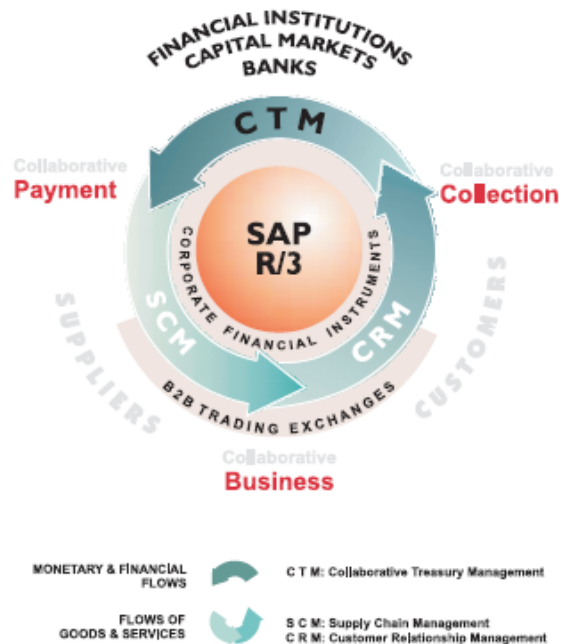 FINANCIAL INSTITUTIONS
CAPITAL MARKETS
BANKS
CTM
Collaborative
Payment
Collaborative
Collection
SAP
R/3
CORPORATE FINANCIAL INSTRUMENTS
SCM
CRM
SUPPLIERS
CUSTOMERS
B2B TRADING EXCHANGES
Collaborative
Business
MONETARY & FINANCIAL
FLOWS
C T M: Collaborative Treasury Management
FLOWS OF
GOODS & SERVICES
S C M: Supply Chain Management
C R M: Customer Relationship Management